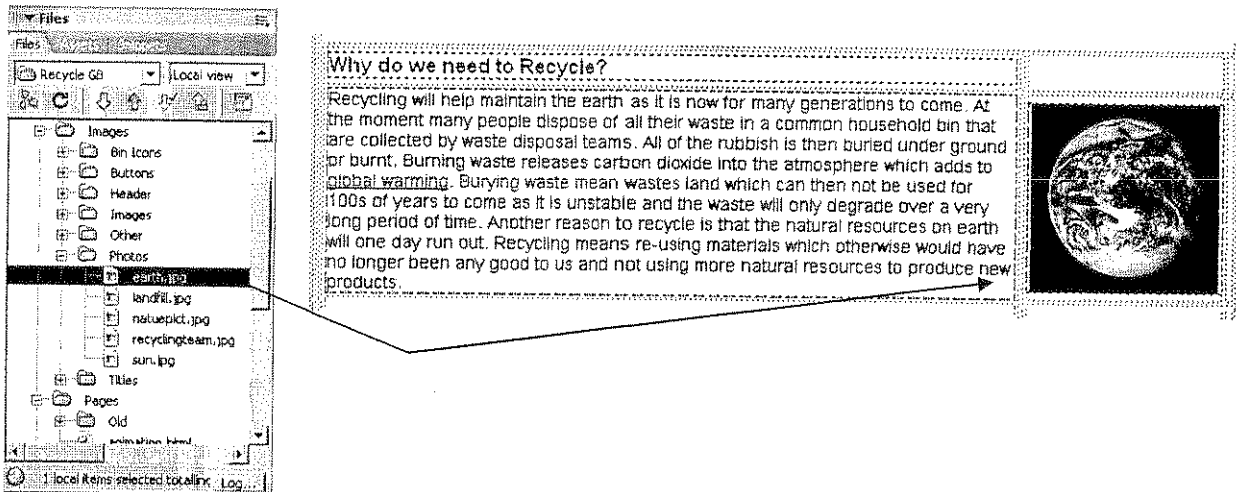 Files
Files
Recycle GB
Local view
Images
Bin Icons
Buttons
Header
Images
Other
Photos
earth.jpg
landfill.jpg
natuepict.jpg
recyclingteam.jpg
sun.jpg
Titles
Pages
Old
animation.html
1 local items selected totalling
Log...
Why do we need to Recycle?
Recycling will help maintain the earth as it is now for many generations to come. At
the moment many people dispose of all their waste in a common household bin that
are collected by waste disposal teams. All of the rubbish is then buried under ground
or burnt. Burning waste releases carbon dioxide into the atmosphere which adds to
global warming. Burying waste mean wastes land which can then not be used for
100s of years to come as it is unstable and the waste will only degrade over a very
long period of time. Another reason to recycle is that the natural resources on earth
will one day run out. Recycling means re-using materials which otherwise would have
no longer been any good to us and not using more natural resources to produce new
products.